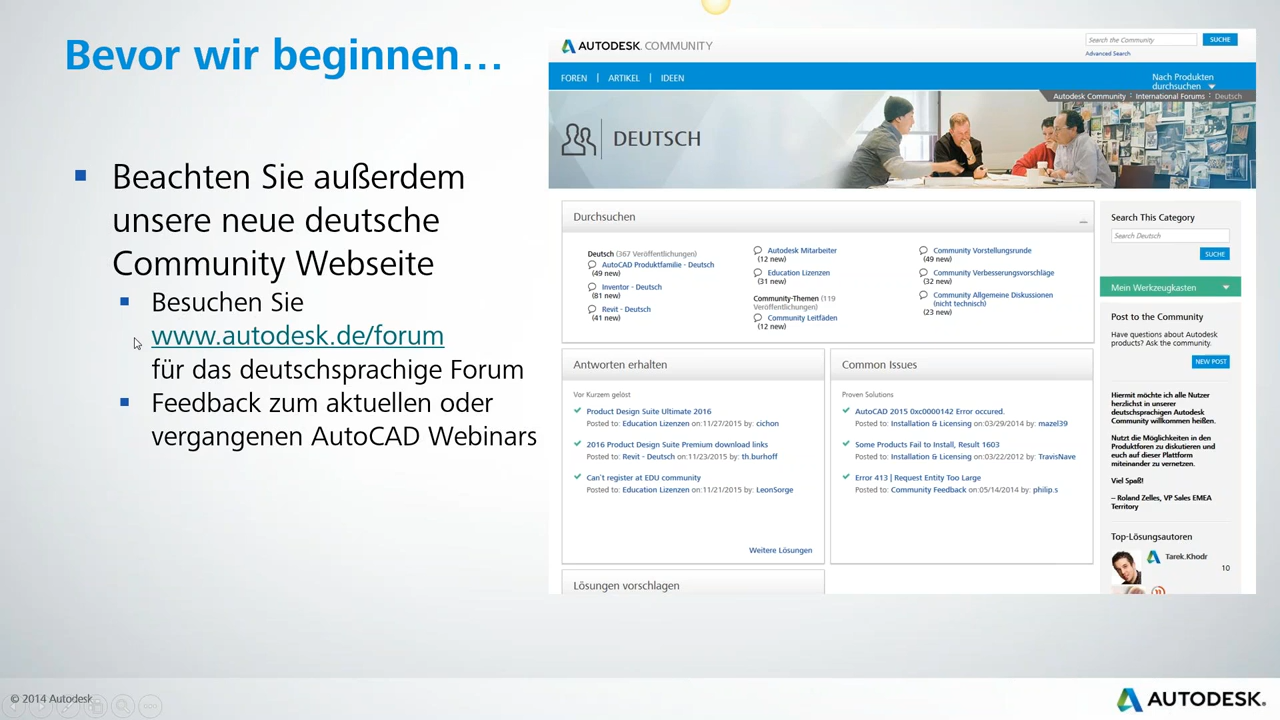 Bevor wir beginnen…
Beachten Sie außerdem
unsere neue deutsche
Community Webseite
Besuchen Sie
www.autodesk.de/forum
für das deutschsprachige Forum
Feedback zum aktuellen oder
vergangenen AutoCAD Webinars
AUTODESK. COMMUNITY
Search the Community
SUCHE
Advanced Search
FOREN | ARTIKEL | IDEEN
Nach Produkten
durchsuchen
Autodesk Community : International Forums : Deutsch
DEUTSCH
Durchsuchen
Deutsch (367 Veröffentlichungen)
AutoCAD Produktfamilie - Deutsch
(49 new)
Inventor - Deutsch
(81 new)
Revit - Deutsch
(41 new)
Autodesk Mitarbeiter
(12 new)
Education Lizenzen
(31 new)
Community-Themen (119
Veröffentlichungen)
Community Leitfäden
(12 new)
Community Vorstellungsrunde
(49 new)
Community Verbesserungsvorschläge
(32 new)
Community Allgemeine Diskussionen
(nicht technisch)
(23 new)
Antworten erhalten
Vor Kurzem gelöst
Product Design Suite Ultimate 2016
Posted to: Education Lizenzen on:11/27/2015 by: cichon
2016 Product Design Suite Premium download links
Posted to: Revit - Deutsch on:11/23/2015 by: th.burhoff
Can't register at EDU community
Posted to: Education Lizenzen on:11/21/2015 by: LeonSorge
Weitere Lösungen
Common Issues
Proven Solutions
AutoCAD 2015 0xc0000142 Error occured.
Posted to: Installation & Licensing on:03/29/2014 by: mazel39
Some Products Fail to Install, Result 1603
Posted to: Installation & Licensing on:03/22/2012 by: TravisNave
Error 413 | Request Entity Too Large
Posted to: Community Feedback on:05/14/2014 by: philip.s
Lösungen vorschlagen
Search This Category
Search Deutsch
SUCHE
Mein Werkzeugkasten
Post to the Community
Have questions about Autodesk
products? Ask the community.
NEW POST
Hiermit möchte ich alle Nutzer
herzlichst in unserer
deutschsprachigen Autodesk
Community willkommen heißen.
Nutzt die Möglichkeiten in den
Produktforen zu diskutieren und
euch auf dieser Plattform
miteinander zu vernetzen.
Viel Spaß!
– Roland Zelles, VP Sales EMEA
Territory
Top-Lösungsautoren
Tarek.Khodr
10
© 2014 Autodesk
AUTODESK.